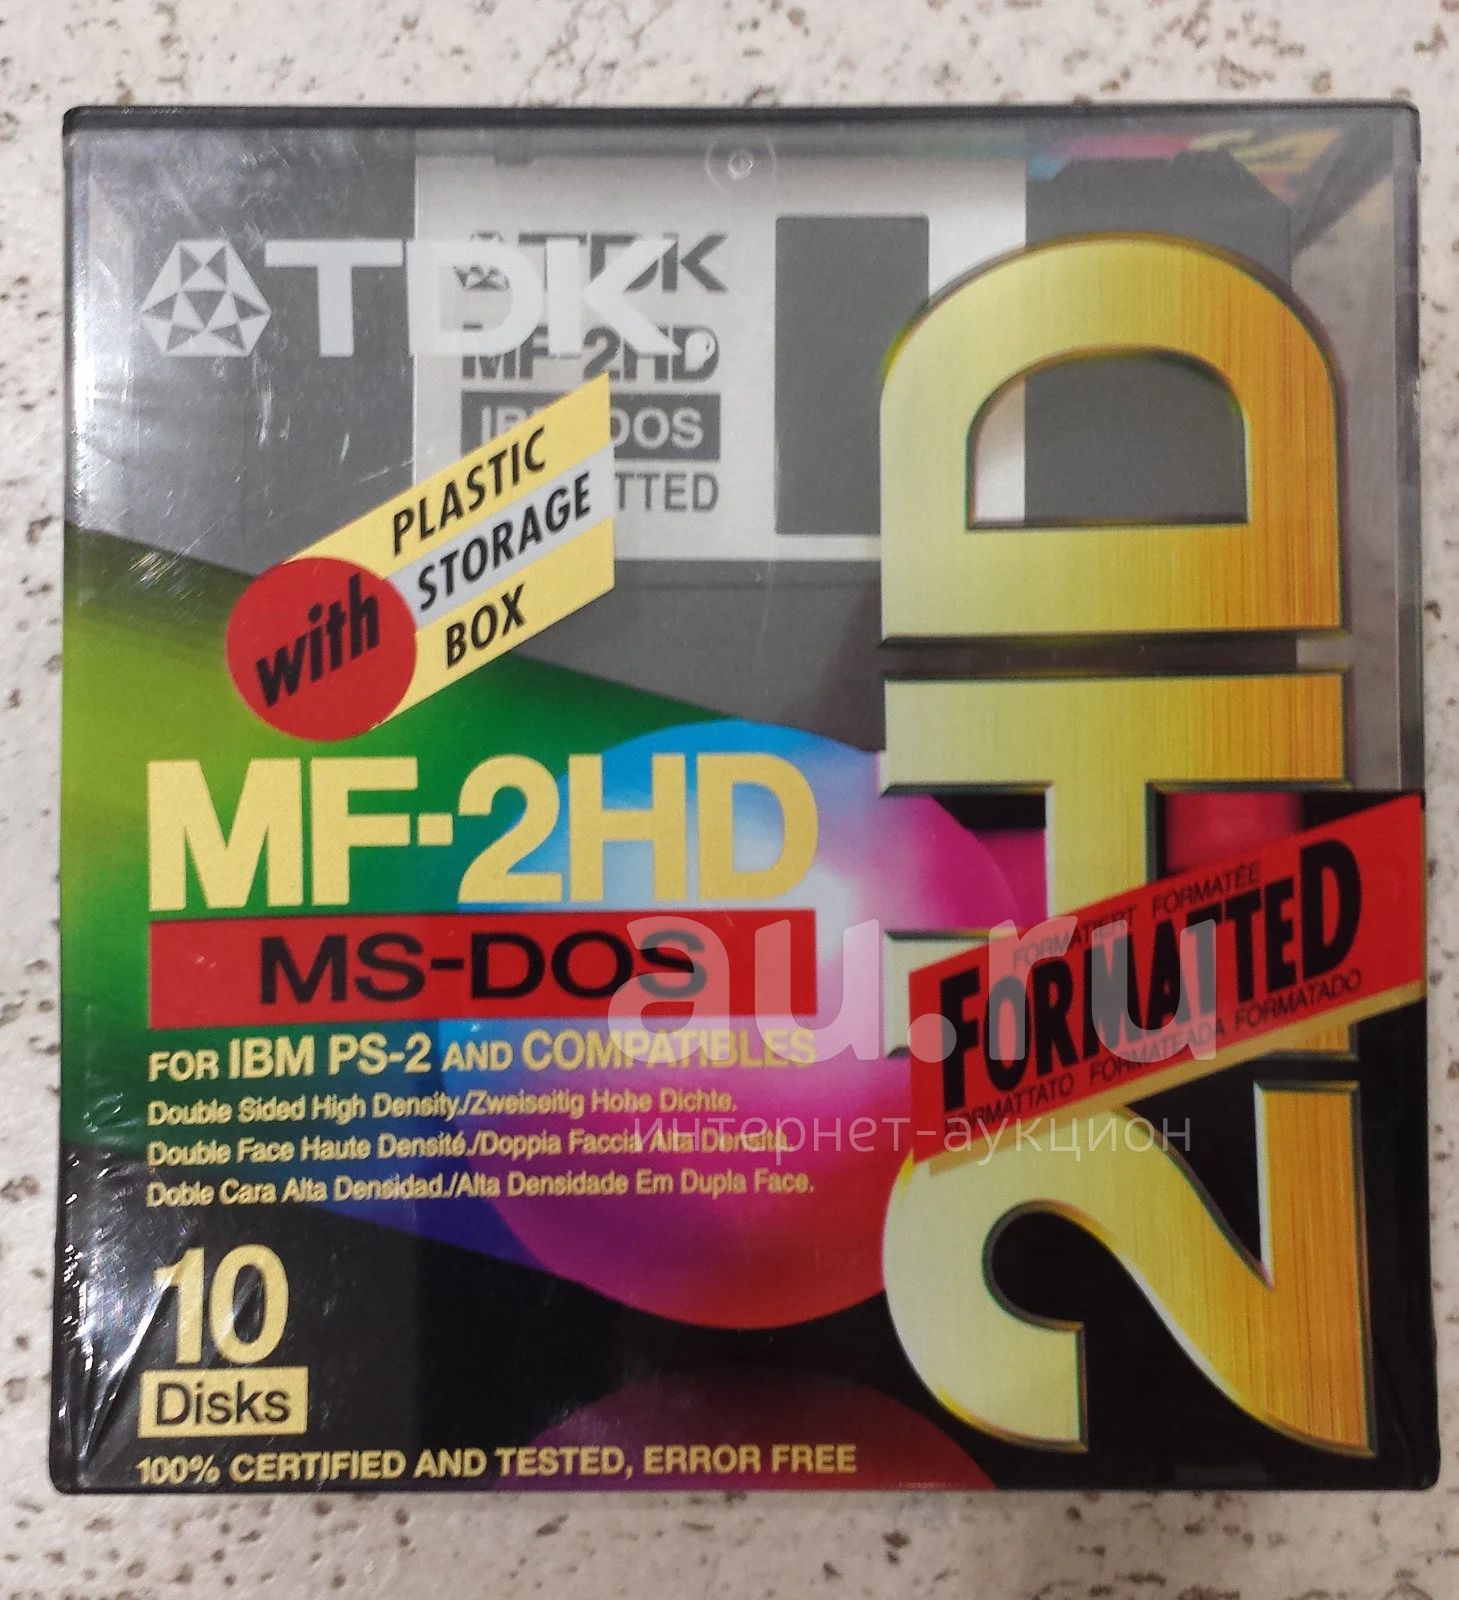 TDK
TDK
MF-2HD
DOS
TTED
with
PLASTIC
STORAGE
BOX
2HD
MF-2HD
MS-DOS
FOR IBM PS-2 AND COMPATIBLES
Double Sided High Density./Zweiseitig Hohe Dichte.
Double Face Haute Densité./Doppia Faccia Alta Densità.
Doble Cara Alta Densidad./Alta Densidade Em Dupla Face.
FORMATIERT FORMATÉE
FORMATTED
FORMATTATO FORMATEADA FORMATADO
au.ru
интернет-аукцион
10
Disks
100% CERTIFIED AND TESTED, ERROR FREE